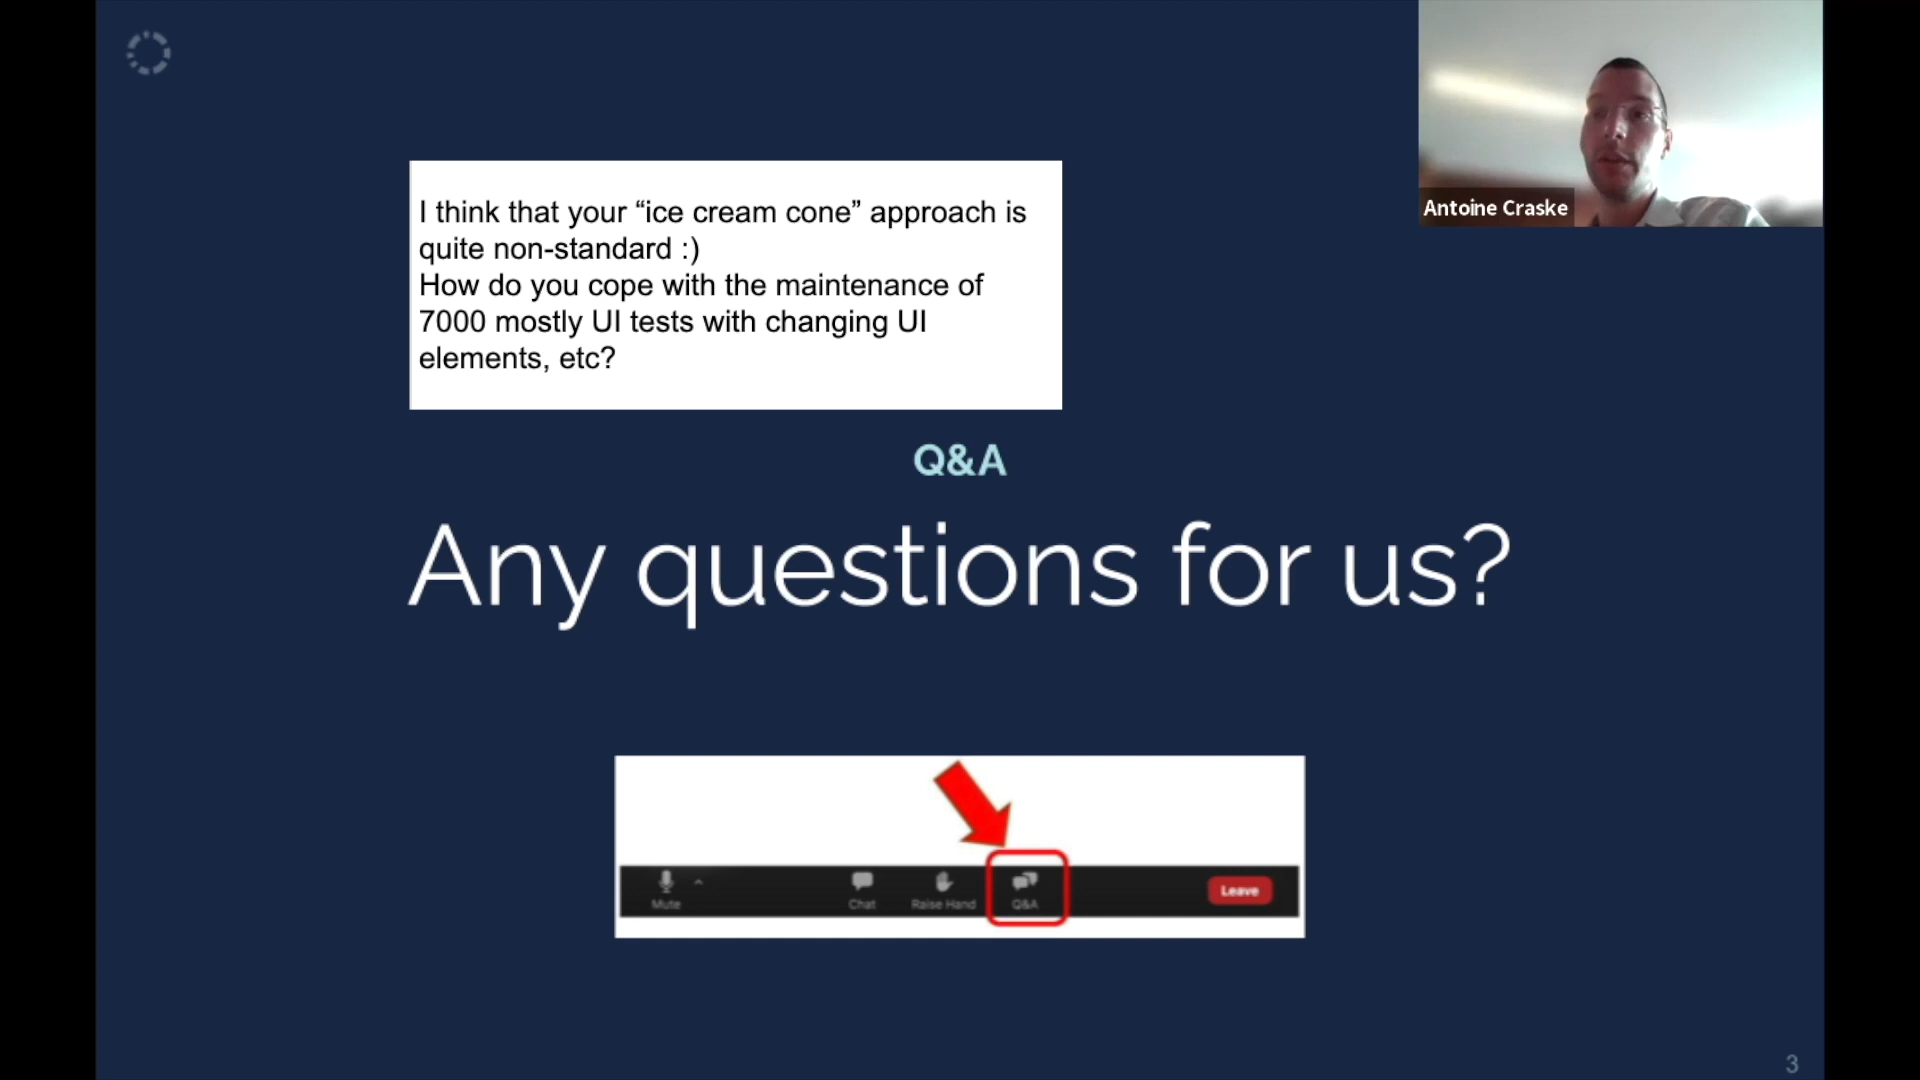 I think that your “ice cream cone” approach is
quite non-standard :)
How do you cope with the maintenance of
7000 mostly UI tests with changing UI
elements, etc?
Antoine Craske
Q&A
Any questions for us?
Mute
Chat
Raise Hand
Q&A
Leave
3